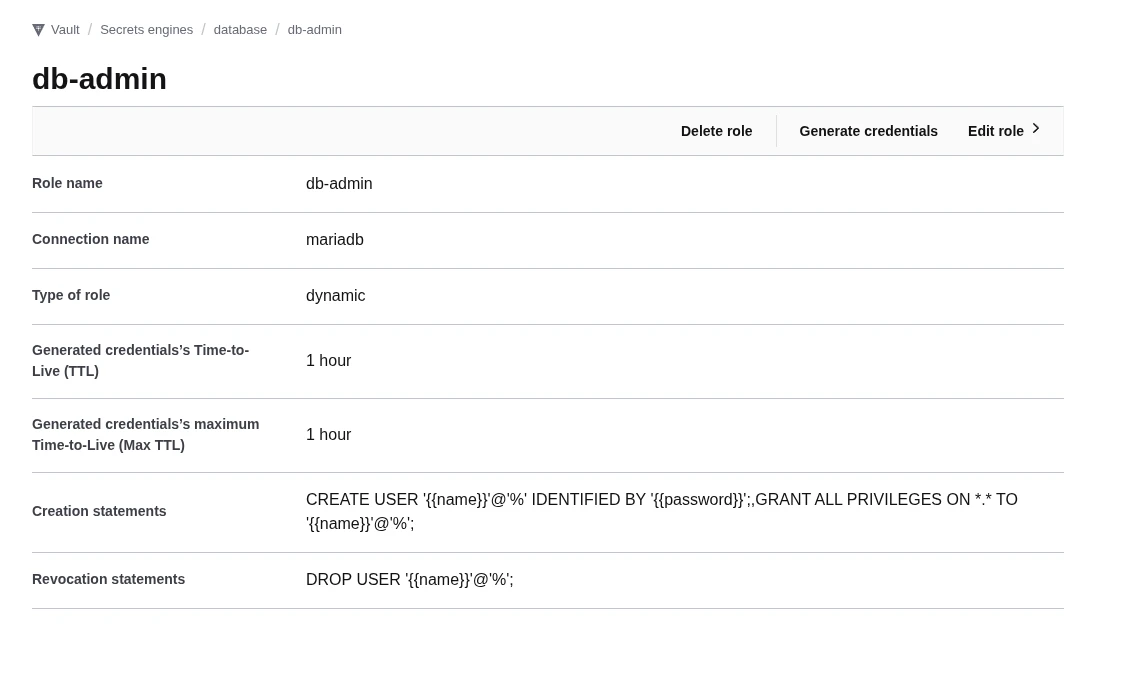 Vault / Secrets engines / database / db-admin
db-admin
Delete role Generate credentials Edit role
Role name db-admin
Connection name mariadb
Type of role dynamic
Generated credentials’s Time-to-
Live (TTL)
1 hour
Generated credentials’s maximum
Time-to-Live (Max TTL)
1 hour
Creation statements
CREATE USER '{{name}}'@'%' IDENTIFIED BY '{{password}}';,GRANT ALL PRIVILEGES ON *.* TO
'{{name}}'@'%';
Revocation statements DROP USER '{{name}}'@'%';